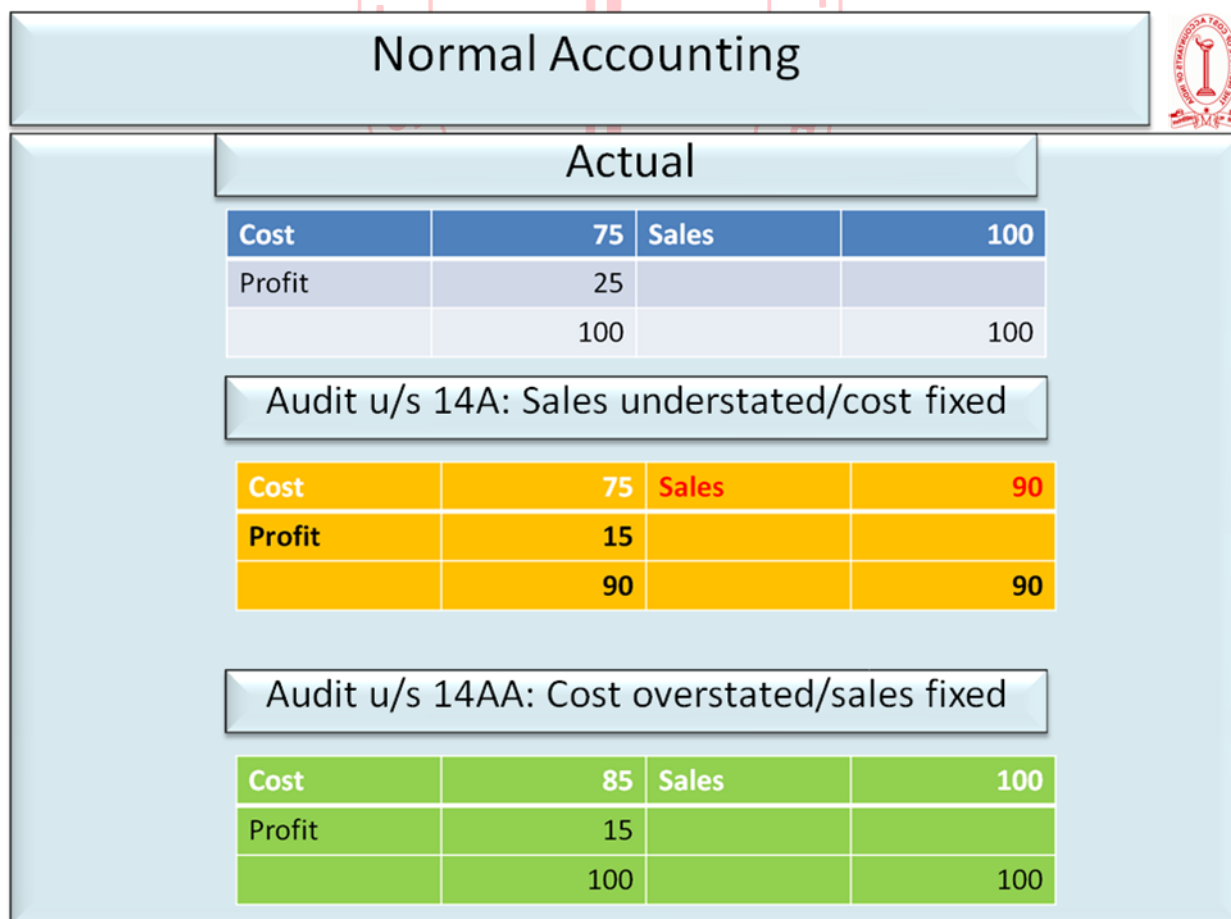 Normal Accounting
Actual
Cost 75 Sales 100
Profit 25
100 100
Audit u/s 14A: Sales understated/cost fixed
Cost 75 Sales 90
Profit 15
90 90
Audit u/s 14AA: Cost overstated/sales fixed
Cost 85 Sales 100
Profit 15
100 100